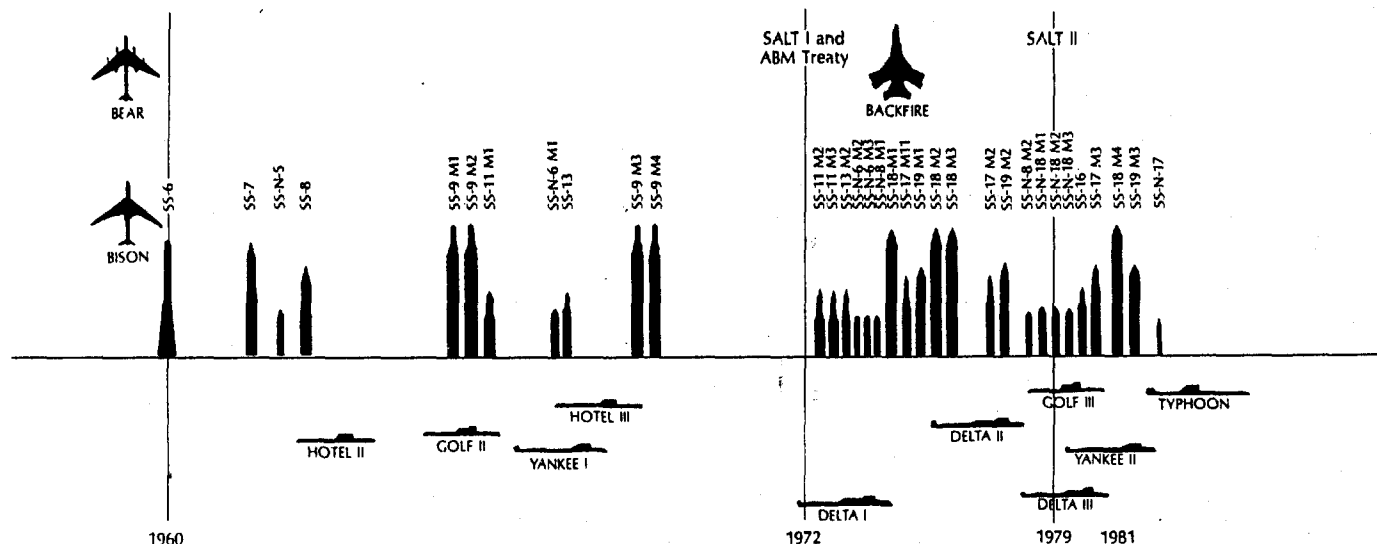 SALT I and
ABM Treaty
SALT II
BEAR
BACKFIRE
BISON
SS-6
SS-7
SS-N-5
SS-8
SS-9 M1
SS-9 M2
SS-11 M1
SS-N-6 M1
SS-13
SS-9 M3
SS-9 M4
SS-11 M2
SS-11 M3
SS-13 M2
SS-N-6 M2
SS-N-6 M3
SS-N-8 M1
SS-18-M1
SS-17 M11
SS-19 M1
SS-18 M2
SS-18 M3
SS-17 M2
SS-19 M2
SS-N-8 M2
SS-N-18 M1
SS-N-18 M2
SS-N-18 M3
SS-16
SS-17 M3
SS-18 M4
SS-19 M3
SS-N-17
HOTEL III
GOLF III
TYPHOON
HOTEL II
GOLF II
YANKEE I
DELTA II
YANKEE II
DELTA I
DELTA III
1960
1972
1979
1981